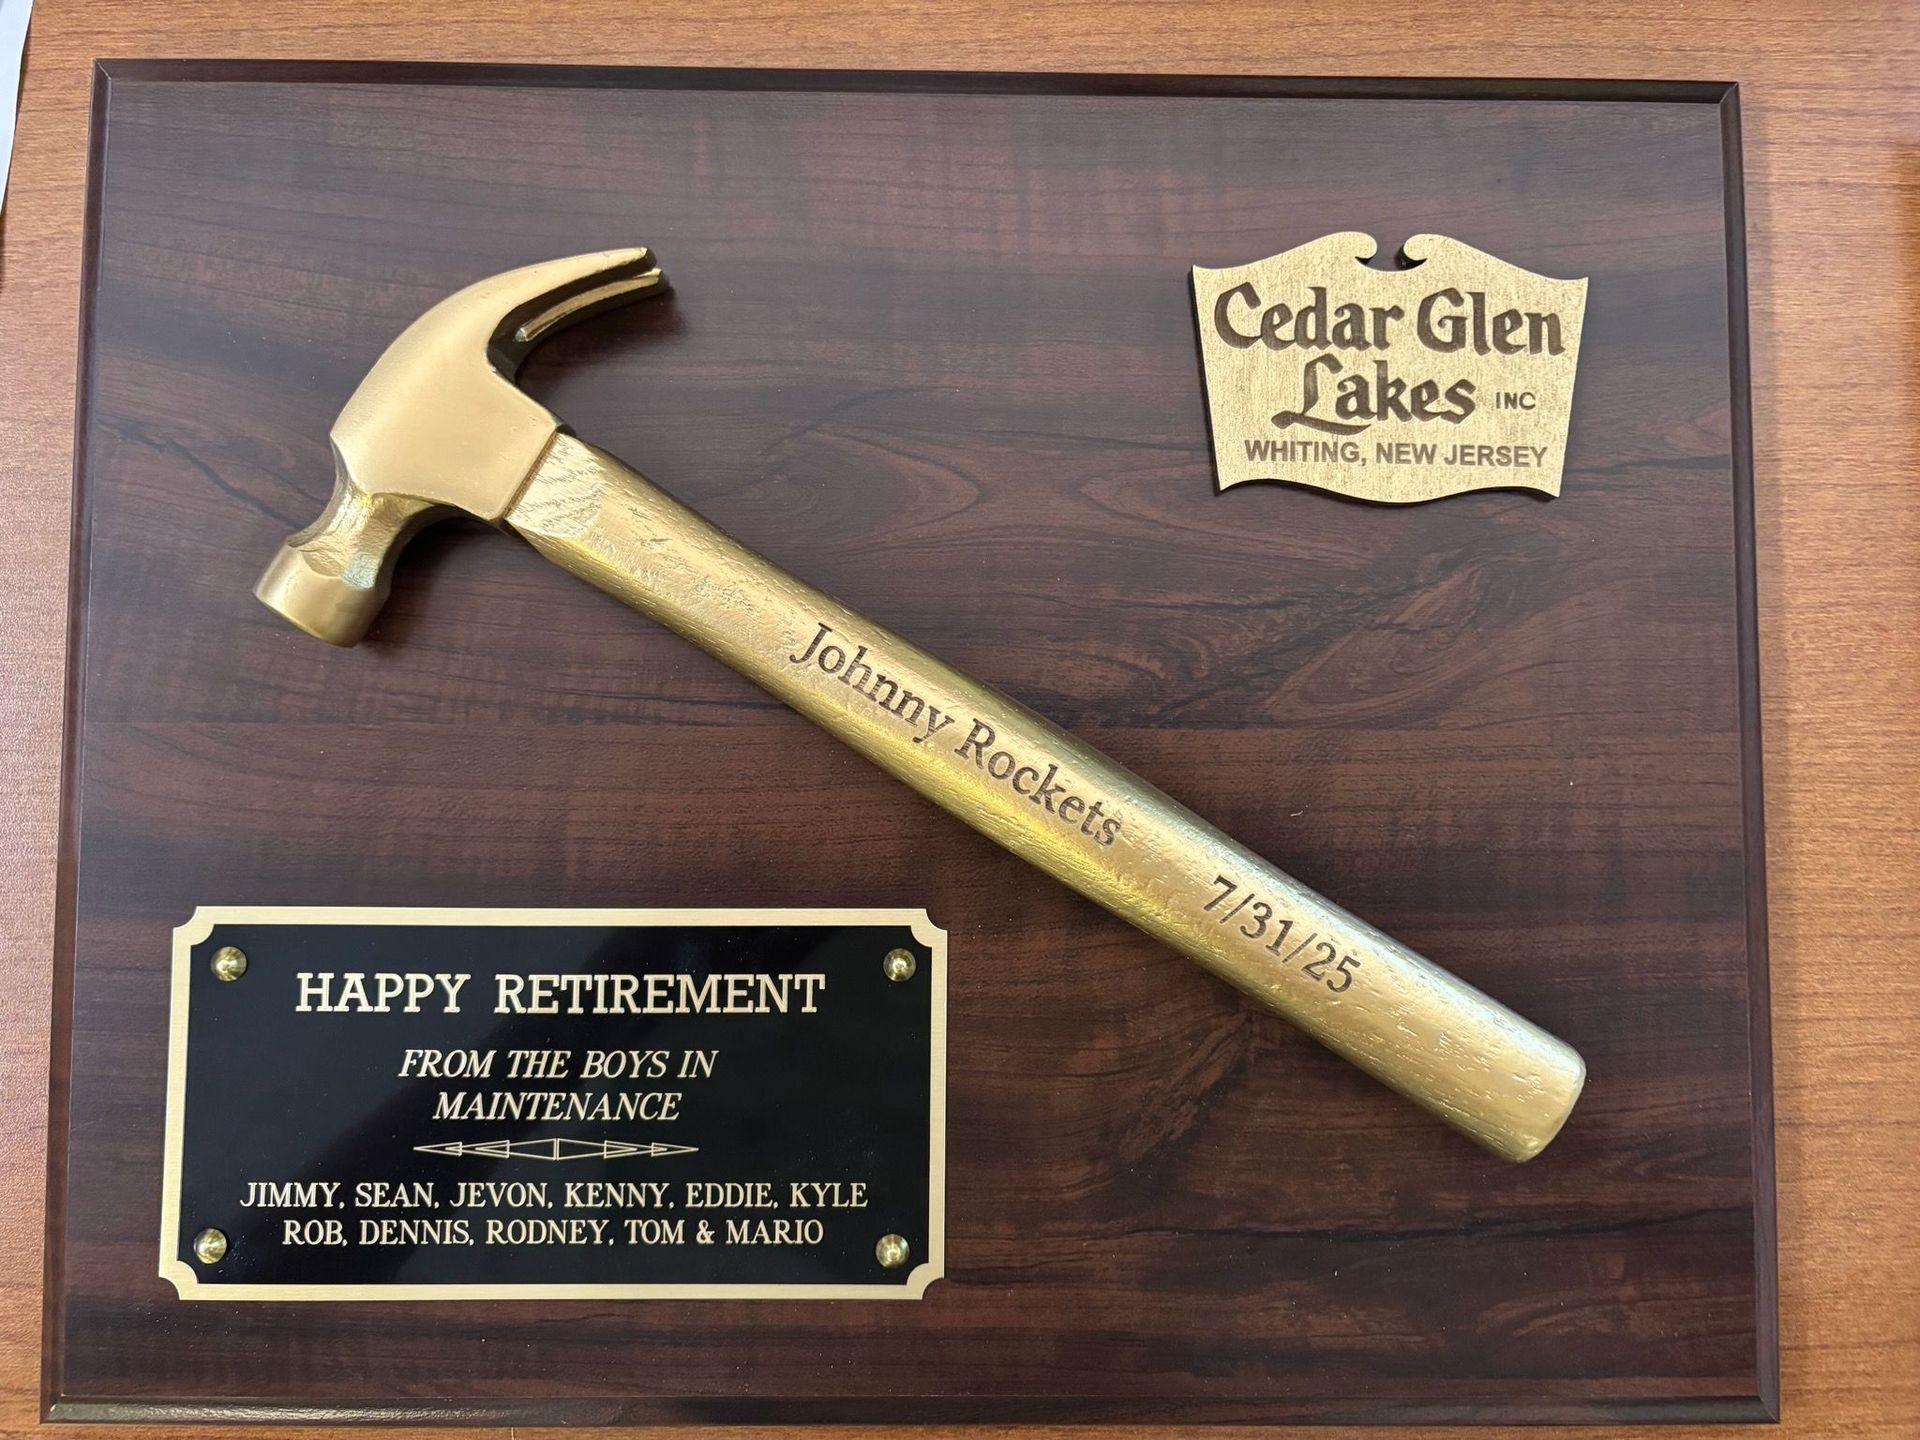 Cedar Glen
Lakes INC
WHITING, NEW JERSEY
Johnny Rockets 7/31/25
HAPPY RETIREMENT
FROM THE BOYS IN
MAINTENANCE
JIMMY, SEAN, JEVON, KENNY, EDDIE, KYLE
ROB, DENNIS, RODNEY, TOM & MARIO